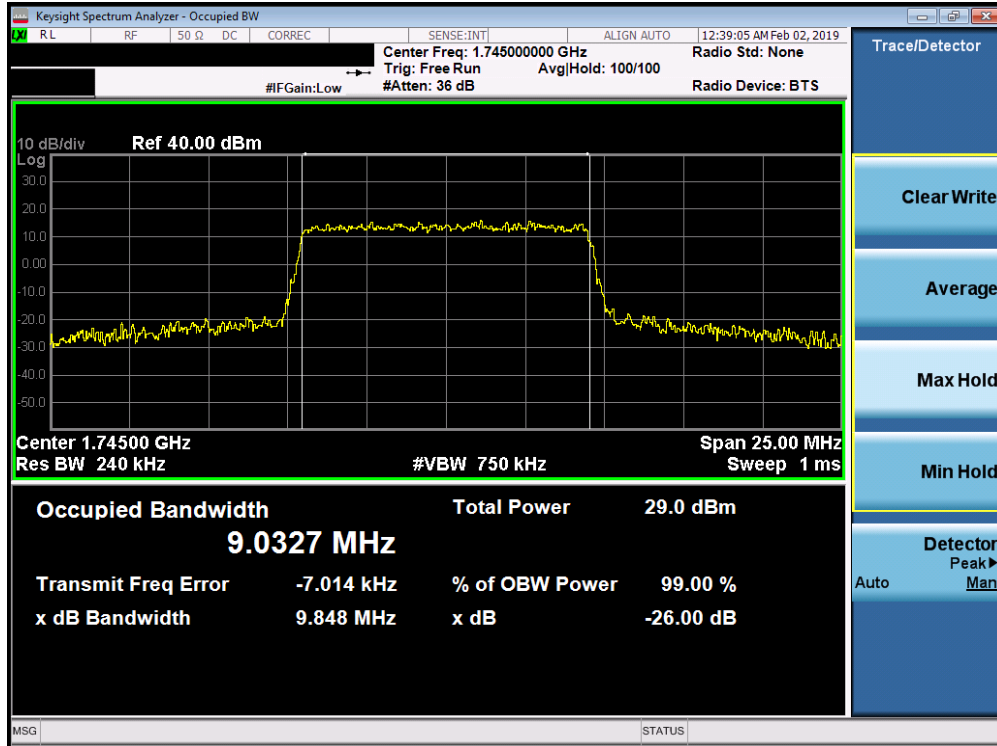 Keysight Spectrum Analyzer - Occupied BW
LXI RL RF 50 Ω DC CORREC SENSE:INT ALIGN AUTO 12:39:05 AM Feb 02, 2019
Center Freq: 1.745000000 GHz Radio Std: None
Trig: Free Run Avg|Hold: 100/100
#IFGain:Low #Atten: 36 dB Radio Device: BTS
10 dB/div Ref 40.00 dBm
Log
30.0
20.0
10.0
0.00
-10.0
-20.0
-30.0
-40.0
-50.0
Center 1.74500 GHz Span 25.00 MHz
Res BW 240 kHz #VBW 750 kHz Sweep 1 ms
Occupied Bandwidth Total Power 29.0 dBm
9.0327 MHz
Transmit Freq Error -7.014 kHz % of OBW Power 99.00 %
x dB Bandwidth 9.848 MHz x dB -26.00 dB
MSG STATUS
Trace/Detector
Clear Write
Average
Max Hold
Min Hold
Detector
Peak▶
Auto Man